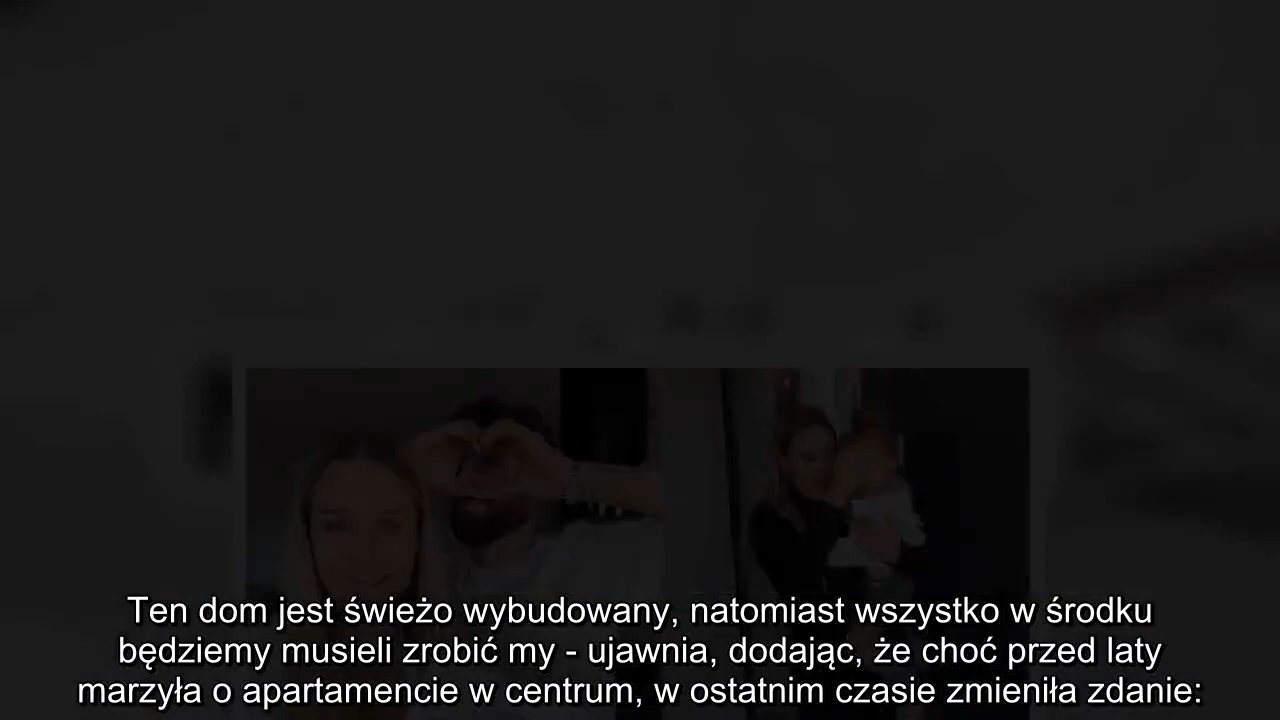 Ten dom jest świeżo wybudowany, natomiast wszystko w środku
będziemy musieli zrobić my - ujawnia, dodając, że choć przed laty
marzyła o apartamencie w centrum, w ostatnim czasie zmieniła zdanie: